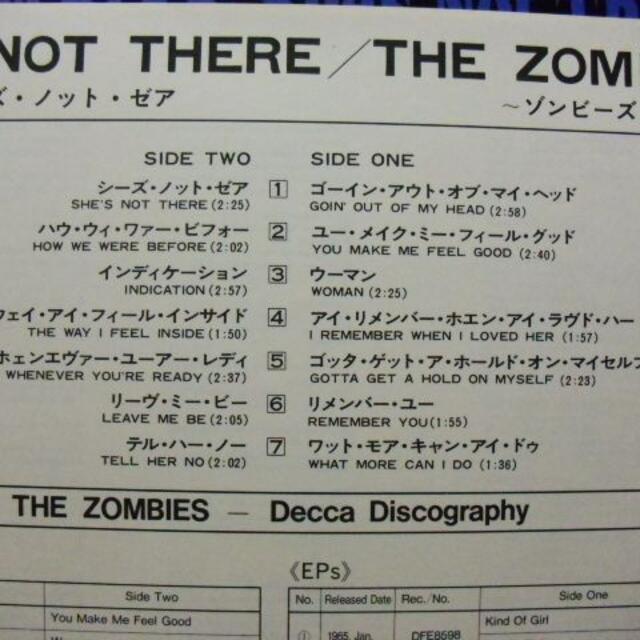 NOT THERE/THE ZOM
ズ・ノット・ゼア ～ゾンビーズ
SIDE TWO SIDE ONE
シーズ・ノット・ゼア 1 ゴーイン・アウト・オブ・マイ・ヘッド
SHE'S NOT THERE (2:25) GOIN' OUT OF MY HEAD (2:58)
ハウ・ウィ・ワァー・ビフォー 2 ユー・メイク・ミー・フィール・グッド
HOW WE WERE BEFORE (2:02) YOU MAKE ME FEEL GOOD (2:40)
インディケーション 3 ウーマン
INDICATION (2:57) WOMAN (2:25)
ウェイ・アイ・フィール・インサイド 4 アイ・リメンバー・ホエン・アイ・ラヴド・ハー
THE WAY I FEEL INSIDE (1:50) I REMEMBER WHEN I LOVED HER (1:57)
ホェンエヴァー・ユーアー・レディ 5 ゴッタ・ゲット・ア・ホールド・オン・マイセルフ
WHENEVER YOU'RE READY (2:37) GOTTA GET A HOLD ON MYSELF (2:23)
リーヴ・ミー・ビー 6 リメンバー・ユー
LEAVE ME BE (2:05) REMEMBER YOU (1:55)
テル・ハー・ノー 7 ワット・モア・キャン・アイ・ドゥ
TELL HER NO (2:02) WHAT MORE CAN I DO (1:36)
THE ZOMBIES – Decca Discography
《EPs》
Side Two No. Released Date Rec./No. Side One
You Make Me Feel Good Kind Of Girl
1 1965. Jan. DFE8598